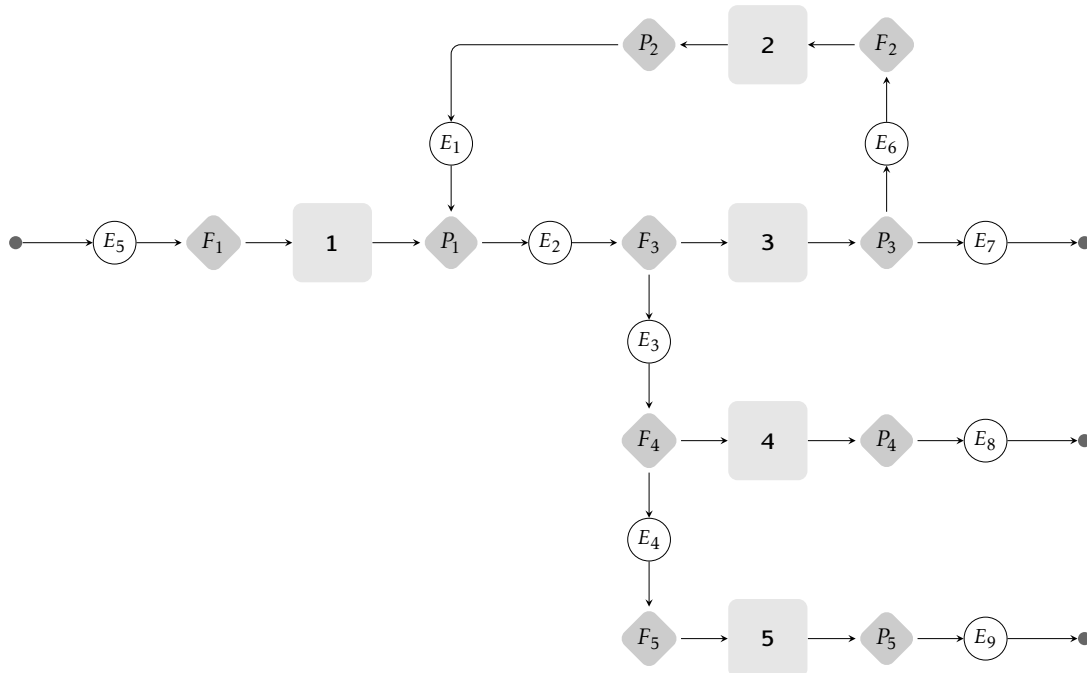 P₂ 2 F₂
E₁ E₆
E₅ F₁ 1 P₁ E₂ F₃ 3 P₃ E₇
E₃
F₄ 4 P₄ E₈
E₄
F₅ 5 P₅ E₉